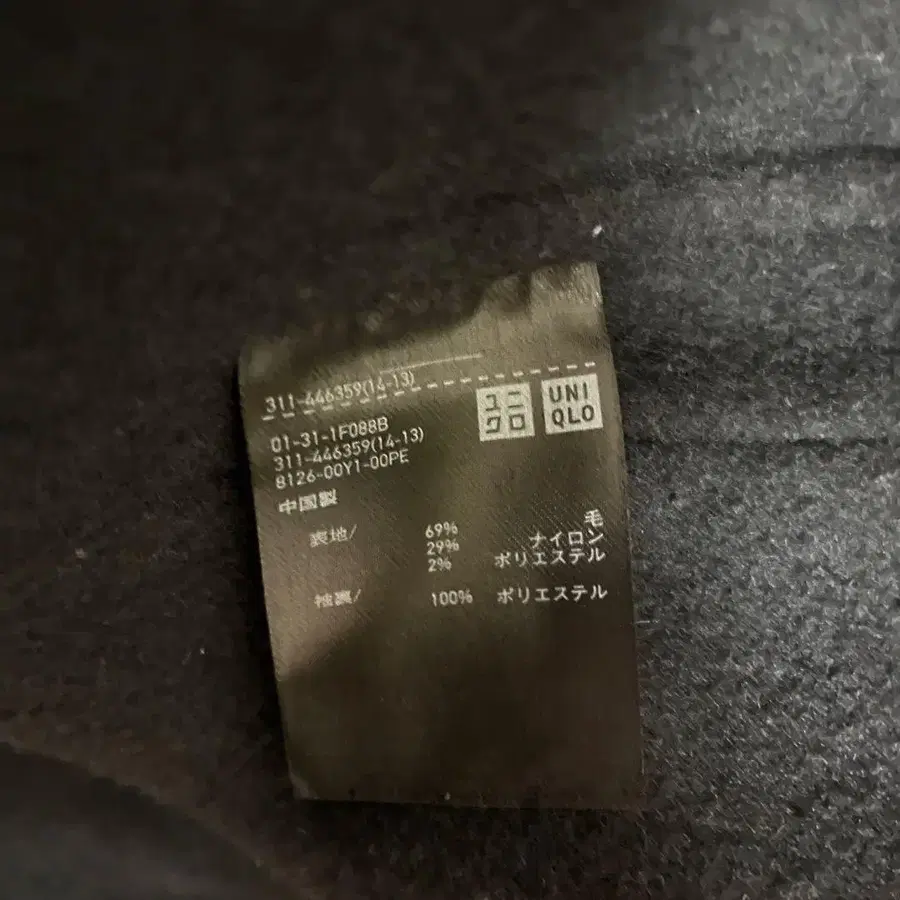 311-446359(14-13)
ユニ
クロ
UNI
QLO
01-31-1F088B
311-446359(14-13)
8126-00Y1-00PE
中国製
表地/ 69% 毛
29% ナイロン
2% ポリエステル
袖裏/ 100% ポリエステル